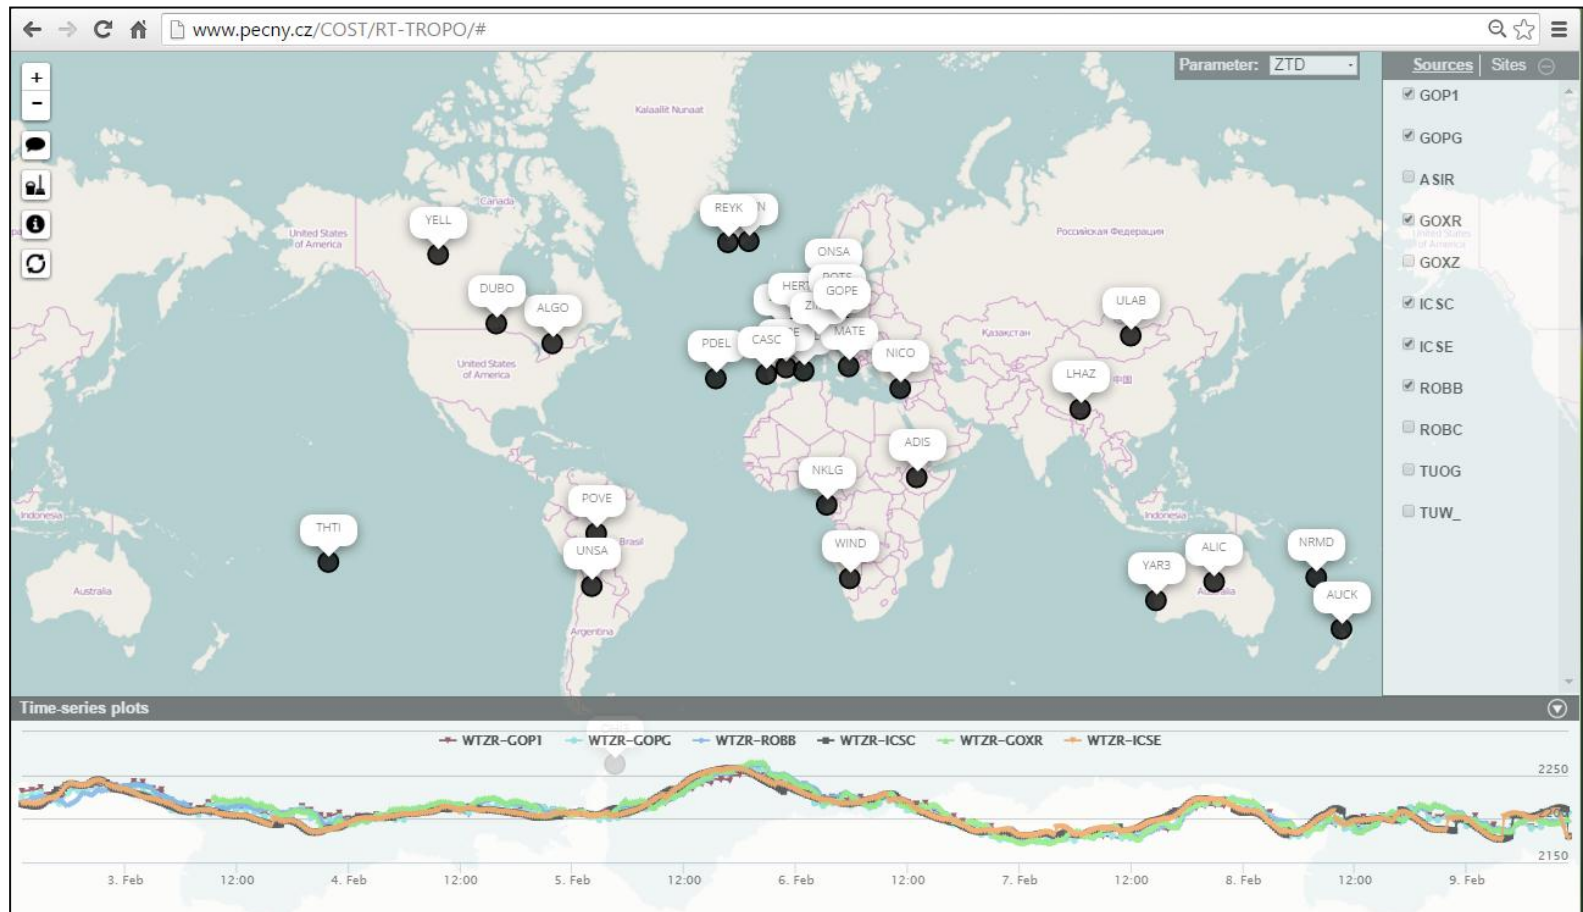 www.pecny.cz/COST/RT-TROPO/#
Parameter: ZTD
Sources Sites
+
−
GOP1
GOPG
ASIR
GOXR
GOXZ
ICSC
ICSE
ROBB
ROBC
TUOG
TUW_
Kalaallit Nunaat
Canada
United States
of America
United States
of America
Российская Федерация
Қазақстан
中国
Indonesia
Indonesia
Australia
Brasil
Argentina
YELL
REYK
ONSA
DUBO
ALGO
HERT
GOPE
ULAB
PDEL
CASC
MATE
NICO
LHAZ
ADIS
NKLG
POVE
THTI
UNSA
WIND
YAR3
ALIC
NRMD
AUCK
Time-series plots
WTZR-GOP1 WTZR-GOPG WTZR-ROBB WTZR-ICSC WTZR-GOXR WTZR-ICSE
2250
2200
2150
3. Feb 12:00 4. Feb 12:00 5. Feb 12:00 6. Feb 12:00 7. Feb 12:00 8. Feb 12:00 9. Feb